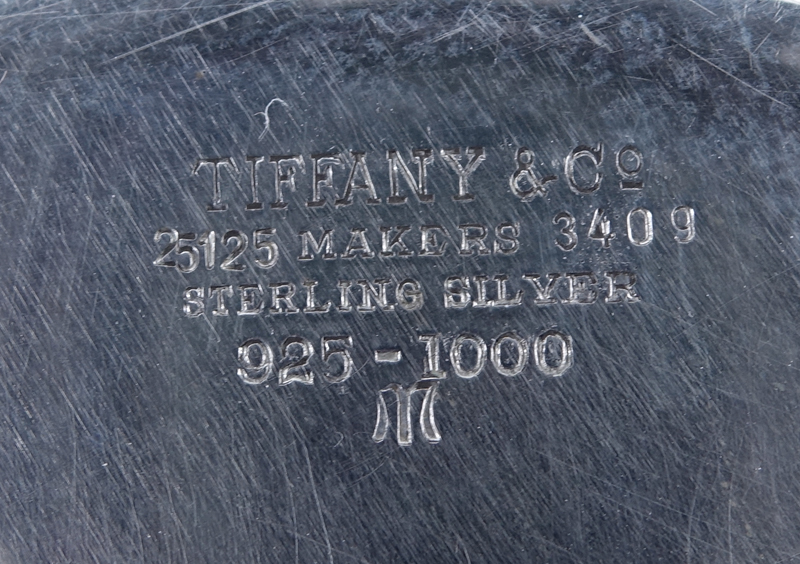 TIFFANY & Cº
25125 MAKERS 3409
STERLING SILVER
925-1000
M